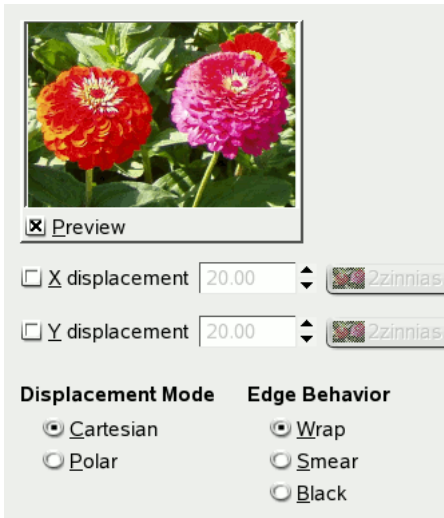 Preview
X displacement 20.00 2zinnias
Y displacement 20.00 2zinnias
Displacement Mode Edge Behavior
Cartesian Wrap
Polar Smear
Black